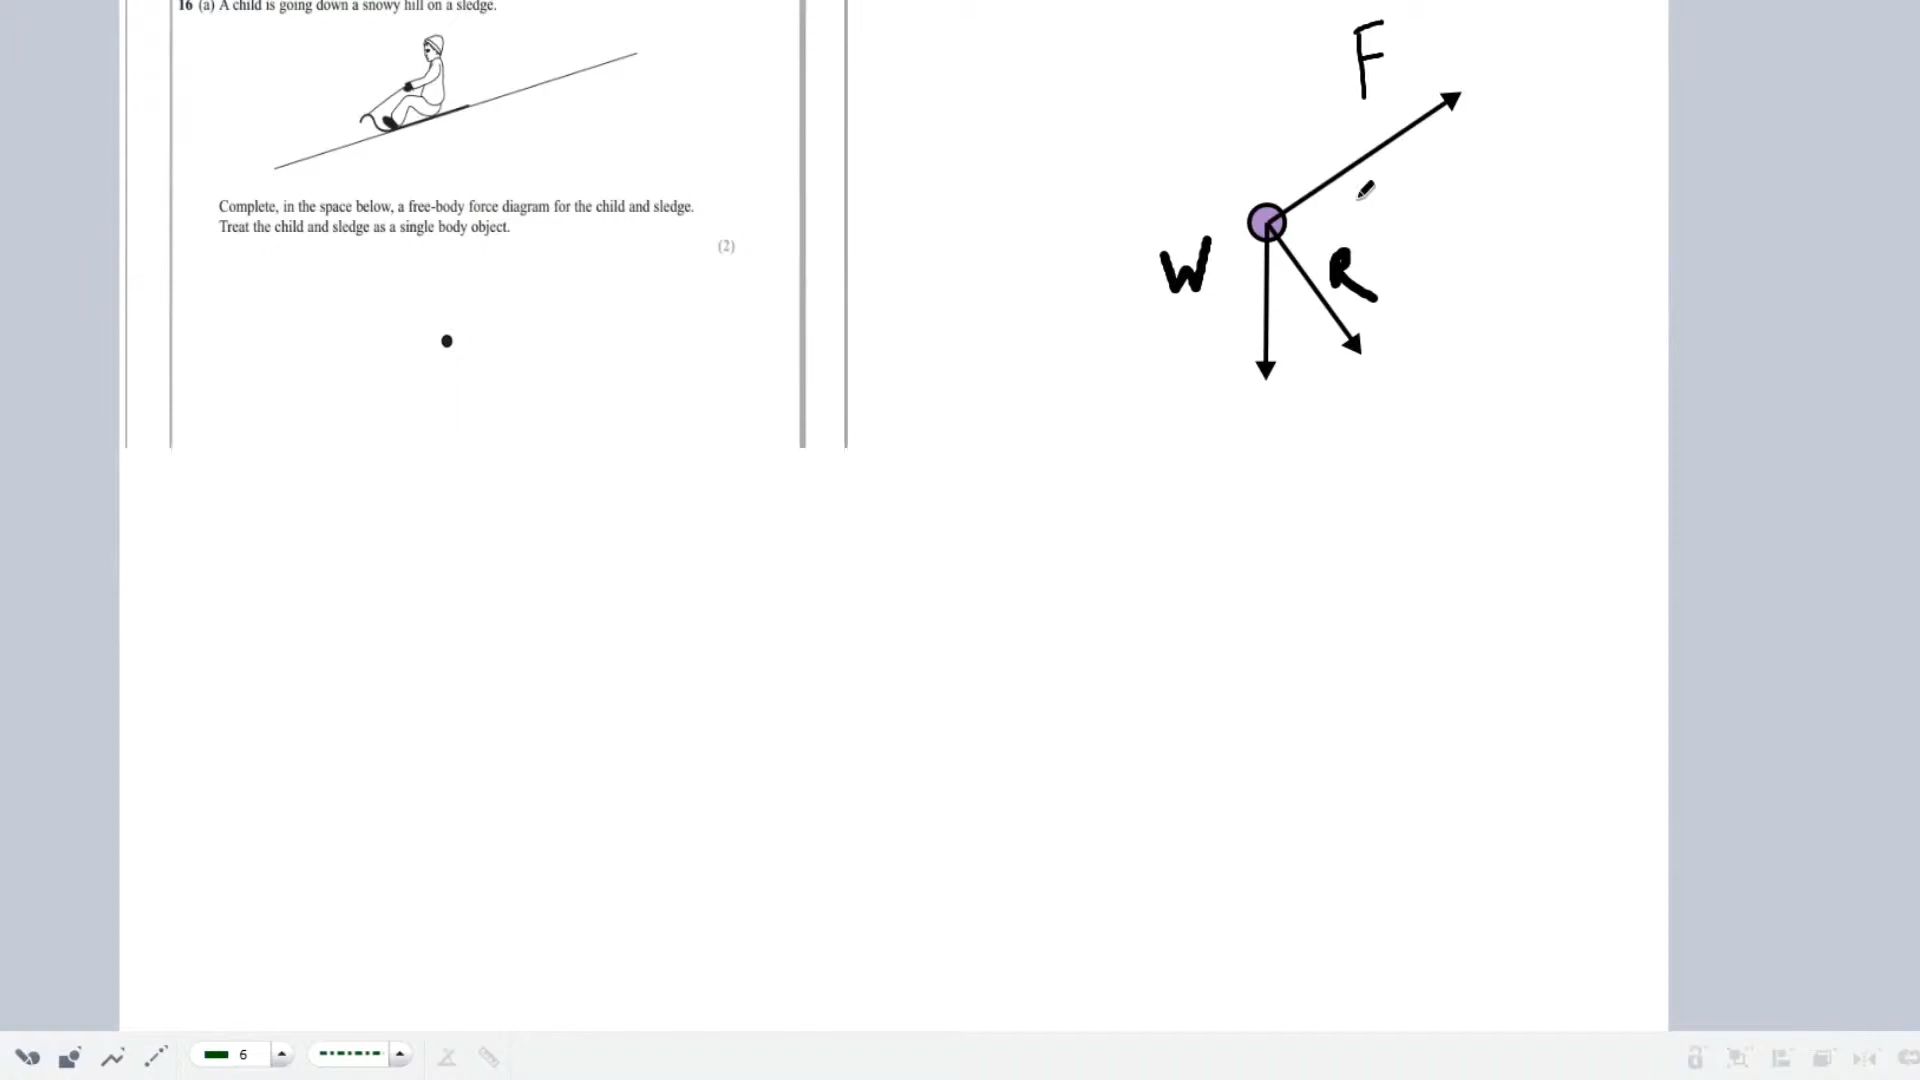 16 (a) A child is going down a snowy hill on a sledge.
Complete, in the space below, a free-body force diagram for the child and sledge.
Treat the child and sledge as a single body object.
(2)
F
W
R
6